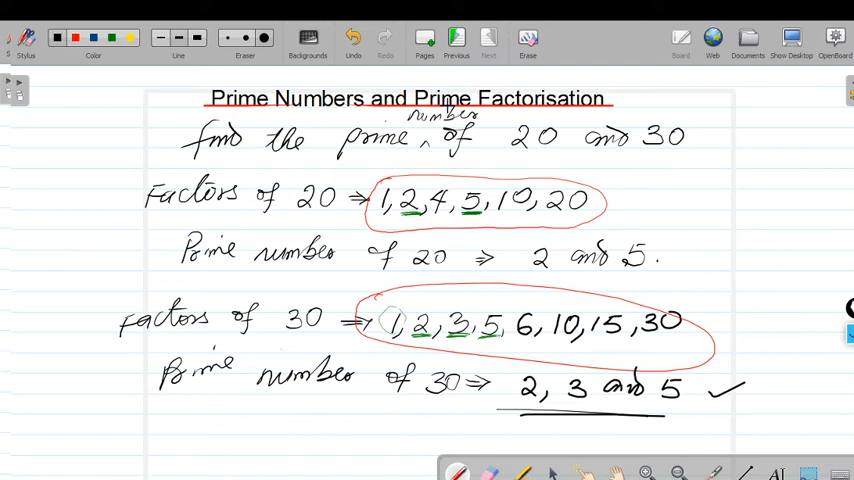 Stylus Color Line Eraser Backgrounds Undo Redo Pages Previous Next Erase Board Web Documents Show Desktop OpenBoard
Prime Numbers and Prime Factorisation
number
find the prime ^ of 20 and 30
Factors of 20 ⇒ 1, 2, 4, 5, 10, 20
Prime number of 20 ⇒ 2 and 5.
Factors of 30 ⇒ 1, 2, 3, 5, 6, 10, 15, 30
Prime number of 30 ⇒ 2, 3 and 5 ✓